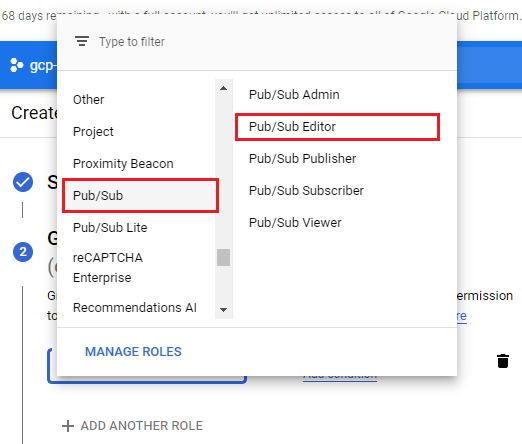 68 days remaining - with a full account, you'll get unlimited access to all of Google Cloud Platform.
gcp-
Type to filter
Create
Other
Project
Proximity Beacon
Pub/Sub
Pub/Sub Lite
reCAPTCHA
Enterprise
Recommendations AI
Pub/Sub Admin
Pub/Sub Editor
Pub/Sub Publisher
Pub/Sub Subscriber
Pub/Sub Viewer
S
2
G
(
Gr
ermission
to
re
MANAGE ROLES
Add condition
ADD ANOTHER ROLE